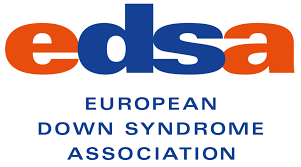 edsa
EUROPEAN
DOWN SYNDROME
ASSOCIATION